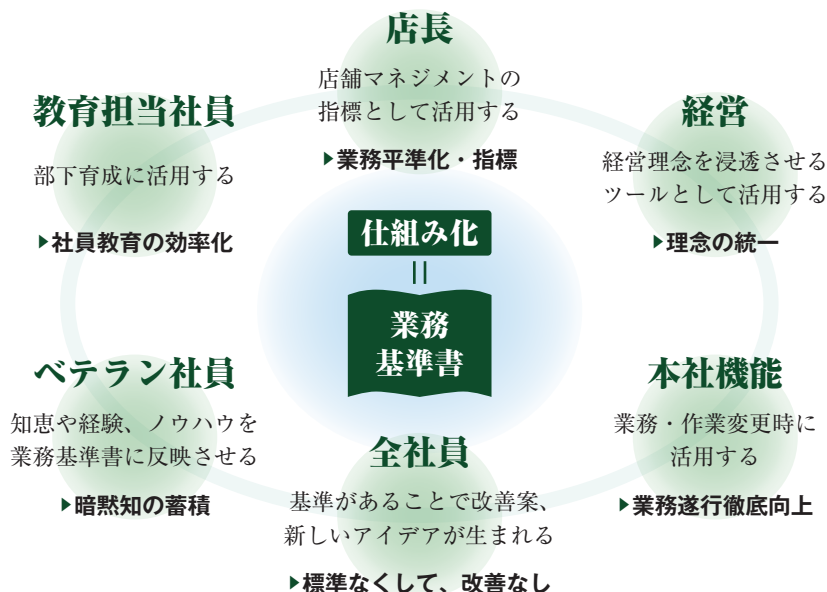 店長
店舗マネジメントの
指標として活用する
▶業務平準化・指標
教育担当社員
部下育成に活用する
▶社員教育の効率化
経営
経営理念を浸透させる
ツールとして活用する
▶理念の統一
仕組み化
=
業務
基準書
ベテラン社員
知恵や経験、ノウハウを
業務基準書に反映させる
▶暗黙知の蓄積
本社機能
業務・作業変更時に
活用する
▶業務遂行徹底向上
全社員
基準があることで改善案、
新しいアイデアが生まれる
▶標準なくして、改善なし